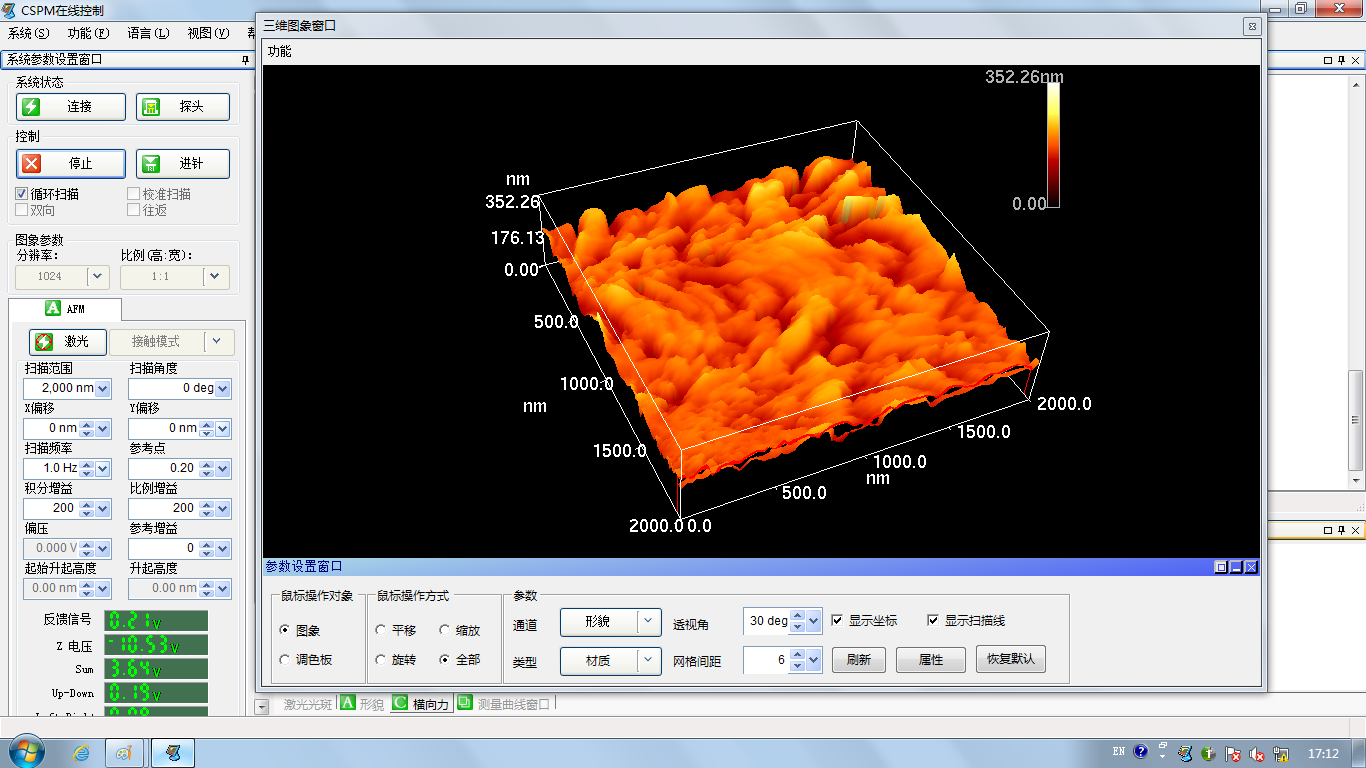 CSPM在线控制
系统(S) 功能(F) 语言(L) 视图(V) 帮
系统参数设置窗口
系统状态
连接 探头
控制
停止 进针
循环扫描 校准扫描
双向 往返
图象参数
分辨率: 比例(高:宽):
1024 1:1
AFM
激光 接触模式
扫描范围 扫描角度
2,000 nm 0 deg
X偏移 Y偏移
0 nm 0 nm
扫描频率 参考点
1.0 Hz 0.20
积分增益 比例增益
200 200
偏压 参考增益
0.000 V 0
起始升起高度 升起高度
0.00 nm 0.00 nm
反馈信号 0.21v
Z 电压 -10.53v
Sum 3.64v
Up-Down 0.19v
三维图象窗口
功能
352.26nm
0.00
nm
352.26
176.13
0.00
500.0
1000.0
nm
1500.0
2000.0 0.0
500.0
1000.0
nm
1500.0
2000.0
参数设置窗口
鼠标操作对象 鼠标操作方式 参数
图象 平移 缩放 通道 形貌 透视角 30 deg 显示坐标 显示扫描线
调色板 旋转 全部 类型 材质 网格间距 6 刷新 属性 恢复默认
激光光斑 A 形貌 C 横向力 测量曲线窗口
EN 17:12